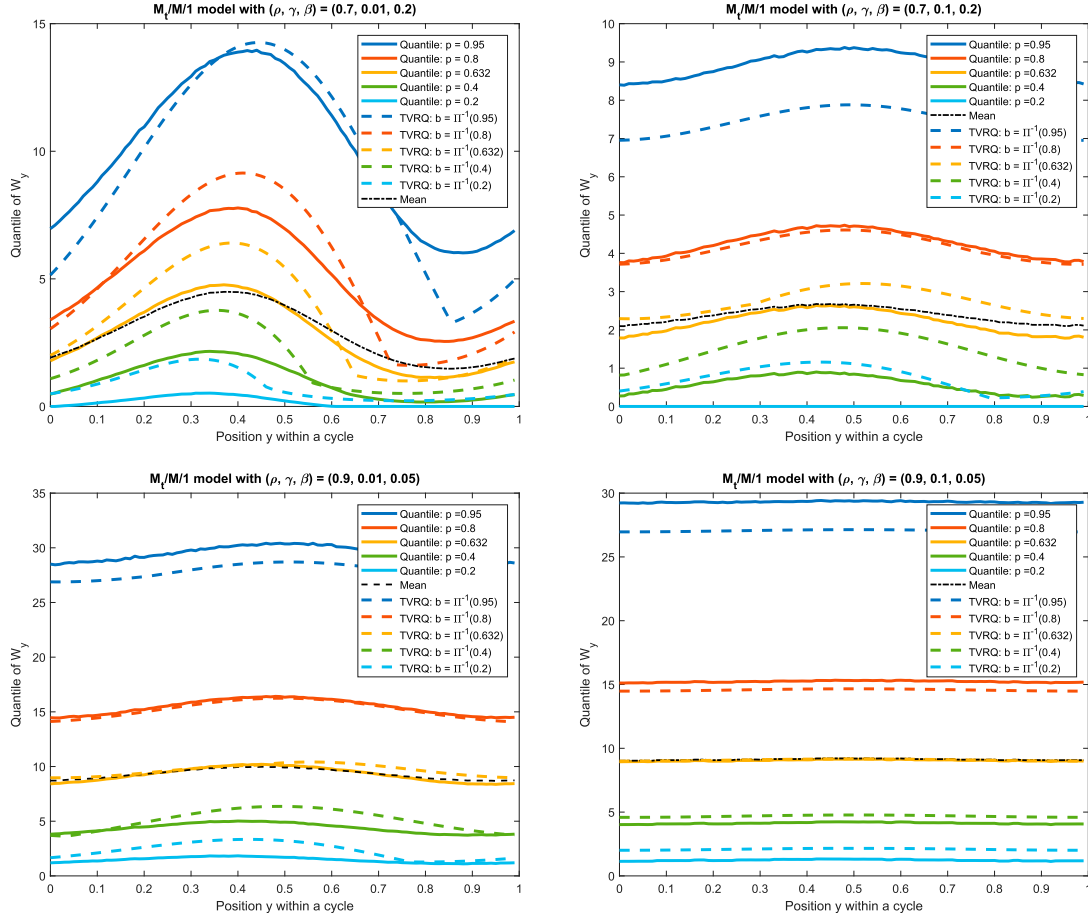 M_t/M/1 model with (ρ, γ, β) = (0.7, 0.01, 0.2)
15
10
5
0
Quantile of W_y
0 0.1 0.2 0.3 0.4 0.5 0.6 0.7 0.8 0.9 1
Position y within a cycle
Quantile: p = 0.95
Quantile: p = 0.8
Quantile: p = 0.632
Quantile: p = 0.4
Quantile: p = 0.2
TVRQ: b = Π^-1(0.95)
TVRQ: b = Π^-1(0.8)
TVRQ: b = Π^-1(0.632)
TVRQ: b = Π^-1(0.4)
TVRQ: b = Π^-1(0.2)
Mean
M_t/M/1 model with (ρ, γ, β) = (0.7, 0.1, 0.2)
10
9
8
7
6
5
4
3
2
1
0
Quantile of W_y
0 0.1 0.2 0.3 0.4 0.5 0.6 0.7 0.8 0.9 1
Position y within a cycle
Quantile: p =0.95
Quantile: p =0.8
Quantile: p =0.632
Quantile: p =0.4
Quantile: p =0.2
Mean
TVRQ: b = Π^-1(0.95)
TVRQ: b = Π^-1(0.8)
TVRQ: b = Π^-1(0.632)
TVRQ: b = Π^-1(0.4)
TVRQ: b = Π^-1(0.2)
M_t/M/1 model with (ρ, γ, β) = (0.9, 0.01, 0.05)
35
30
25
20
15
10
5
0
Quantile of W_y
0 0.1 0.2 0.3 0.4 0.5 0.6 0.7 0.8 0.9 1
Position y within a cycle
Quantile: p =0.95
Quantile: p =0.8
Quantile: p =0.632
Quantile: p =0.4
Quantile: p =0.2
Mean
TVRQ: b = Π^-1(0.95)
TVRQ: b = Π^-1(0.8)
TVRQ: b = Π^-1(0.632)
TVRQ: b = Π^-1(0.4)
TVRQ: b = Π^-1(0.2)
M_t/M/1 model with (ρ, γ, β) = (0.9, 0.1, 0.05)
30
25
20
15
10
5
0
Quantile of W_y
0 0.1 0.2 0.3 0.4 0.5 0.6 0.7 0.8 0.9 1
Position y within a cycle
Quantile: p =0.95
Quantile: p =0.8
Quantile: p =0.632
Quantile: p =0.4
Quantile: p =0.2
Mean
TVRQ: b = Π^-1(0.95)
TVRQ: b = Π^-1(0.8)
TVRQ: b = Π^-1(0.632)
TVRQ: b = Π^-1(0.4)
TVRQ: b = Π^-1(0.2)